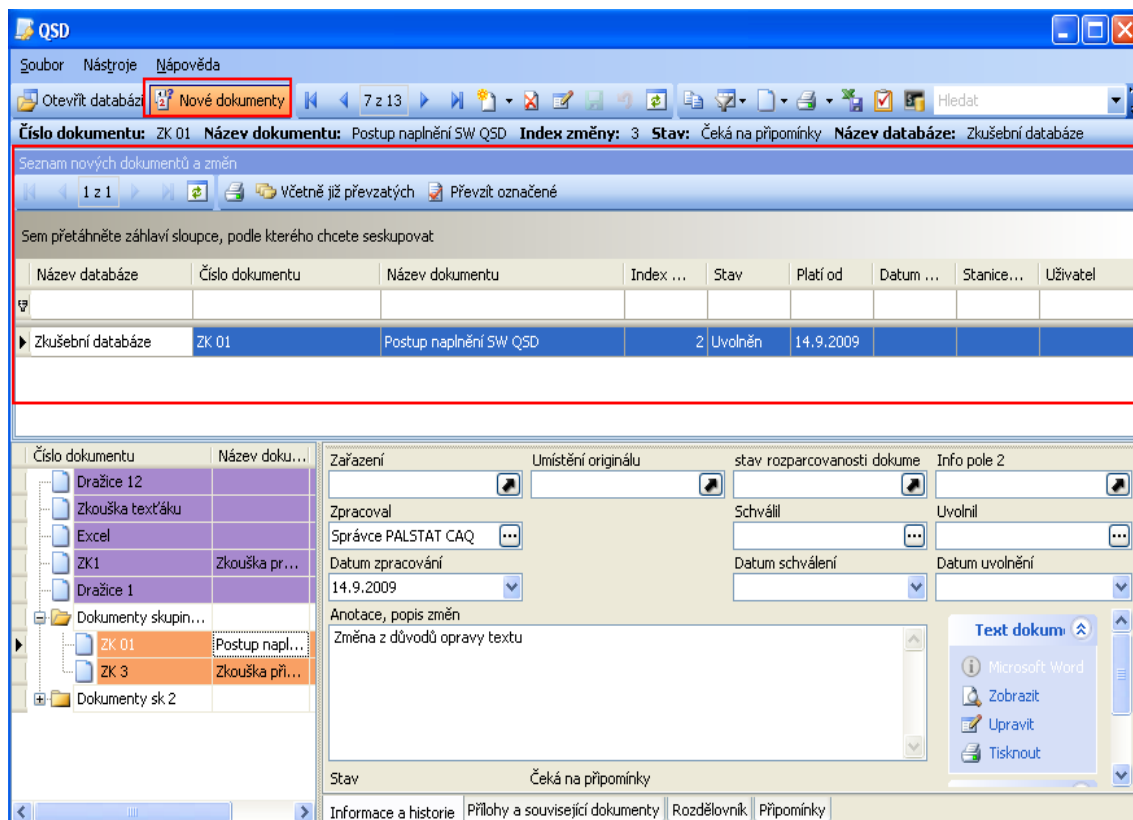 QSD
Soubor Nástroje Nápověda
Otevřít databázi Nové dokumenty 7 z 13 Hledat
Číslo dokumentu: ZK 01 Název dokumentu: Postup naplnění SW QSD Index změny: 3 Stav: Čeká na připomínky Název databáze: Zkušební databáze
Seznam nových dokumentů a změn
1 z 1 Včetně již převzatých Převzít označené
Sem přetáhněte záhlaví sloupce, podle kterého chcete seskupovat
Název databáze Číslo dokumentu Název dokumentu Index ... Stav Platí od Datum ... Stanice... Uživatel
Zkušební databáze ZK 01 Postup naplnění SW QSD 2 Uvolněn 14.9.2009
Číslo dokumentu Název doku...
Dražice 12
Zkouška texťáku
Excel
ZK1 Zkouška pr...
Dražice 1
Dokumenty skupin...
ZK 01 Postup napl...
ZK 3 Zkouška při...
Dokumenty sk 2
Zařazení Umístění originálu stav rozparcovanosti dokume Info pole 2
Zpracoval Schválil Uvolnil
Správce PALSTAT CAQ
Datum zpracování Datum schválení Datum uvolnění
14.9.2009
Anotace, popis změn
Změna z důvodů opravy textu
Text dokum
Microsoft Word
Zobrazit
Upravit
Tisknout
Stav Čeká na připomínky
Informace a historie Přílohy a související dokumenty Rozdělovník Připomínky